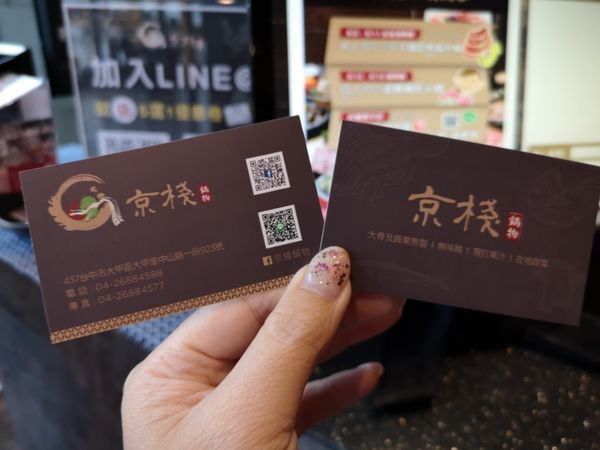 加入LINE@
京棧
鍋物
437台中市大甲區大甲里中山路一段923號
電話：04-26884588
傳真：04-26884577
京棧鍋物
京棧
鍋物
大骨及蔬果熬製｜無味精｜現打果汁｜在地蔬菜